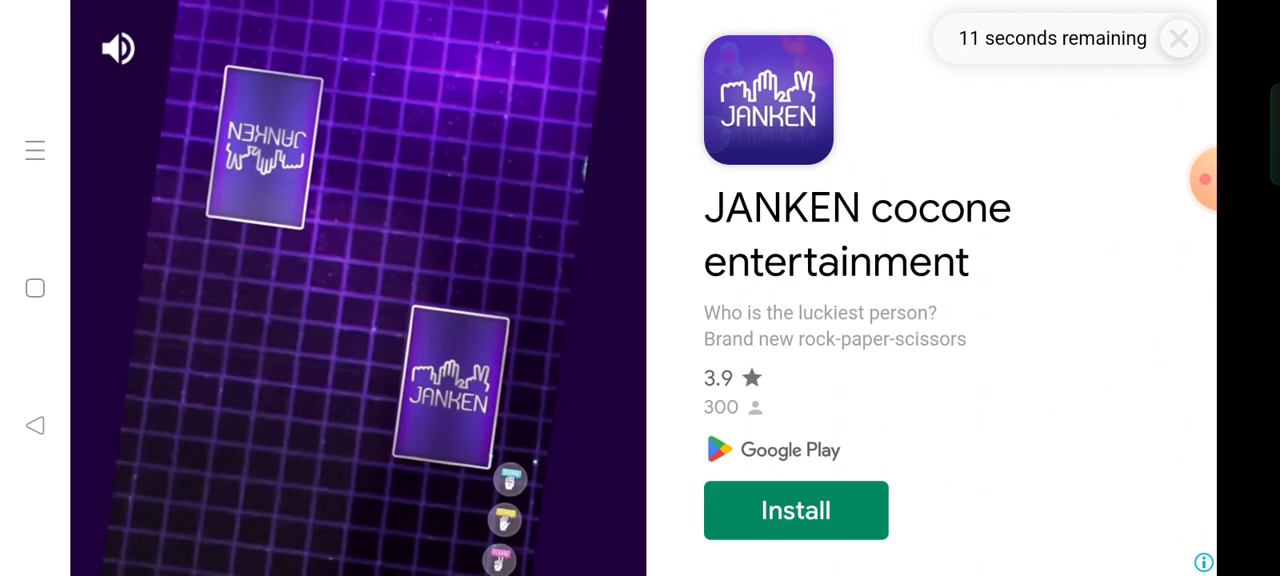 JANKEN
JANKEN
11 seconds remaining
JANKEN
JANKEN cocone
entertainment
Who is the luckiest person?
Brand new rock-paper-scissors
3.9
300
Google Play
Install